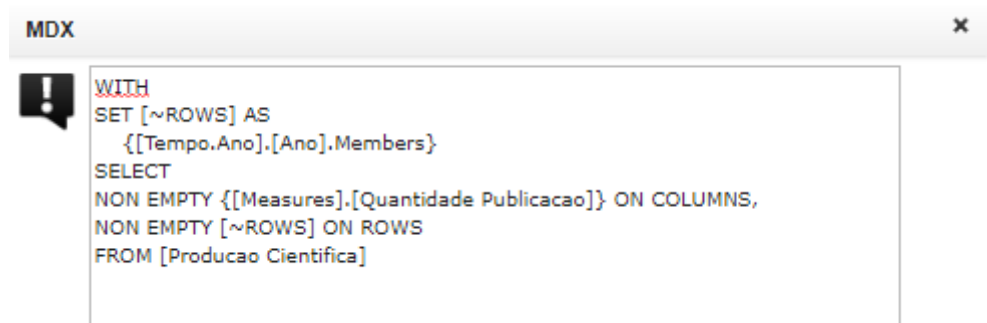 MDX
WITH
SET [~ROWS] AS
{[Tempo.Ano].[Ano].Members}
SELECT
NON EMPTY {[Measures].[Quantidade Publicacao]} ON COLUMNS,
NON EMPTY [~ROWS] ON ROWS
FROM [Producao Cientifica]